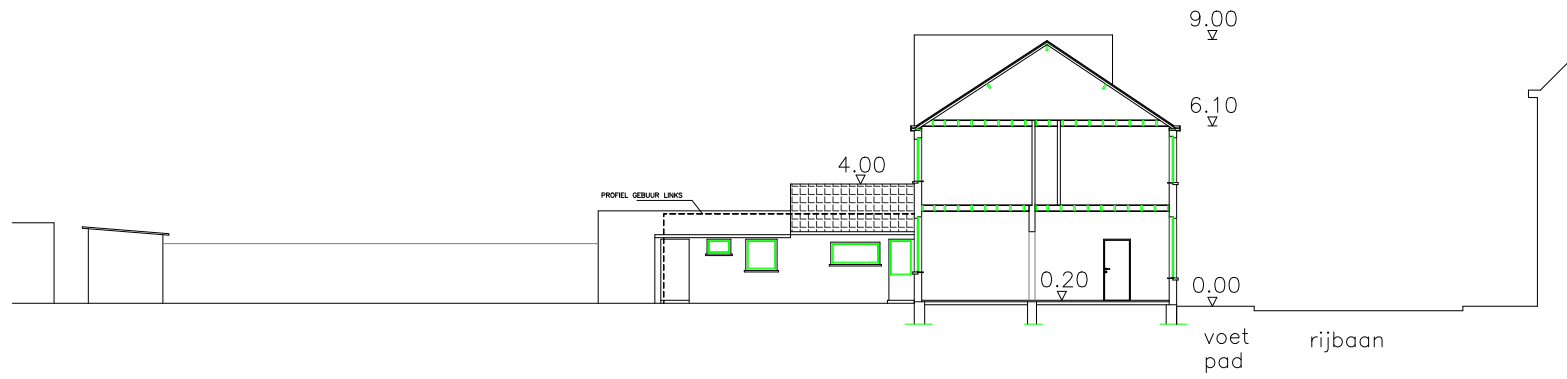 9.00
6.10
4.00
PROFIEL GEBUUR LINKS
0.20
0.00
voet
pad
rijbaan